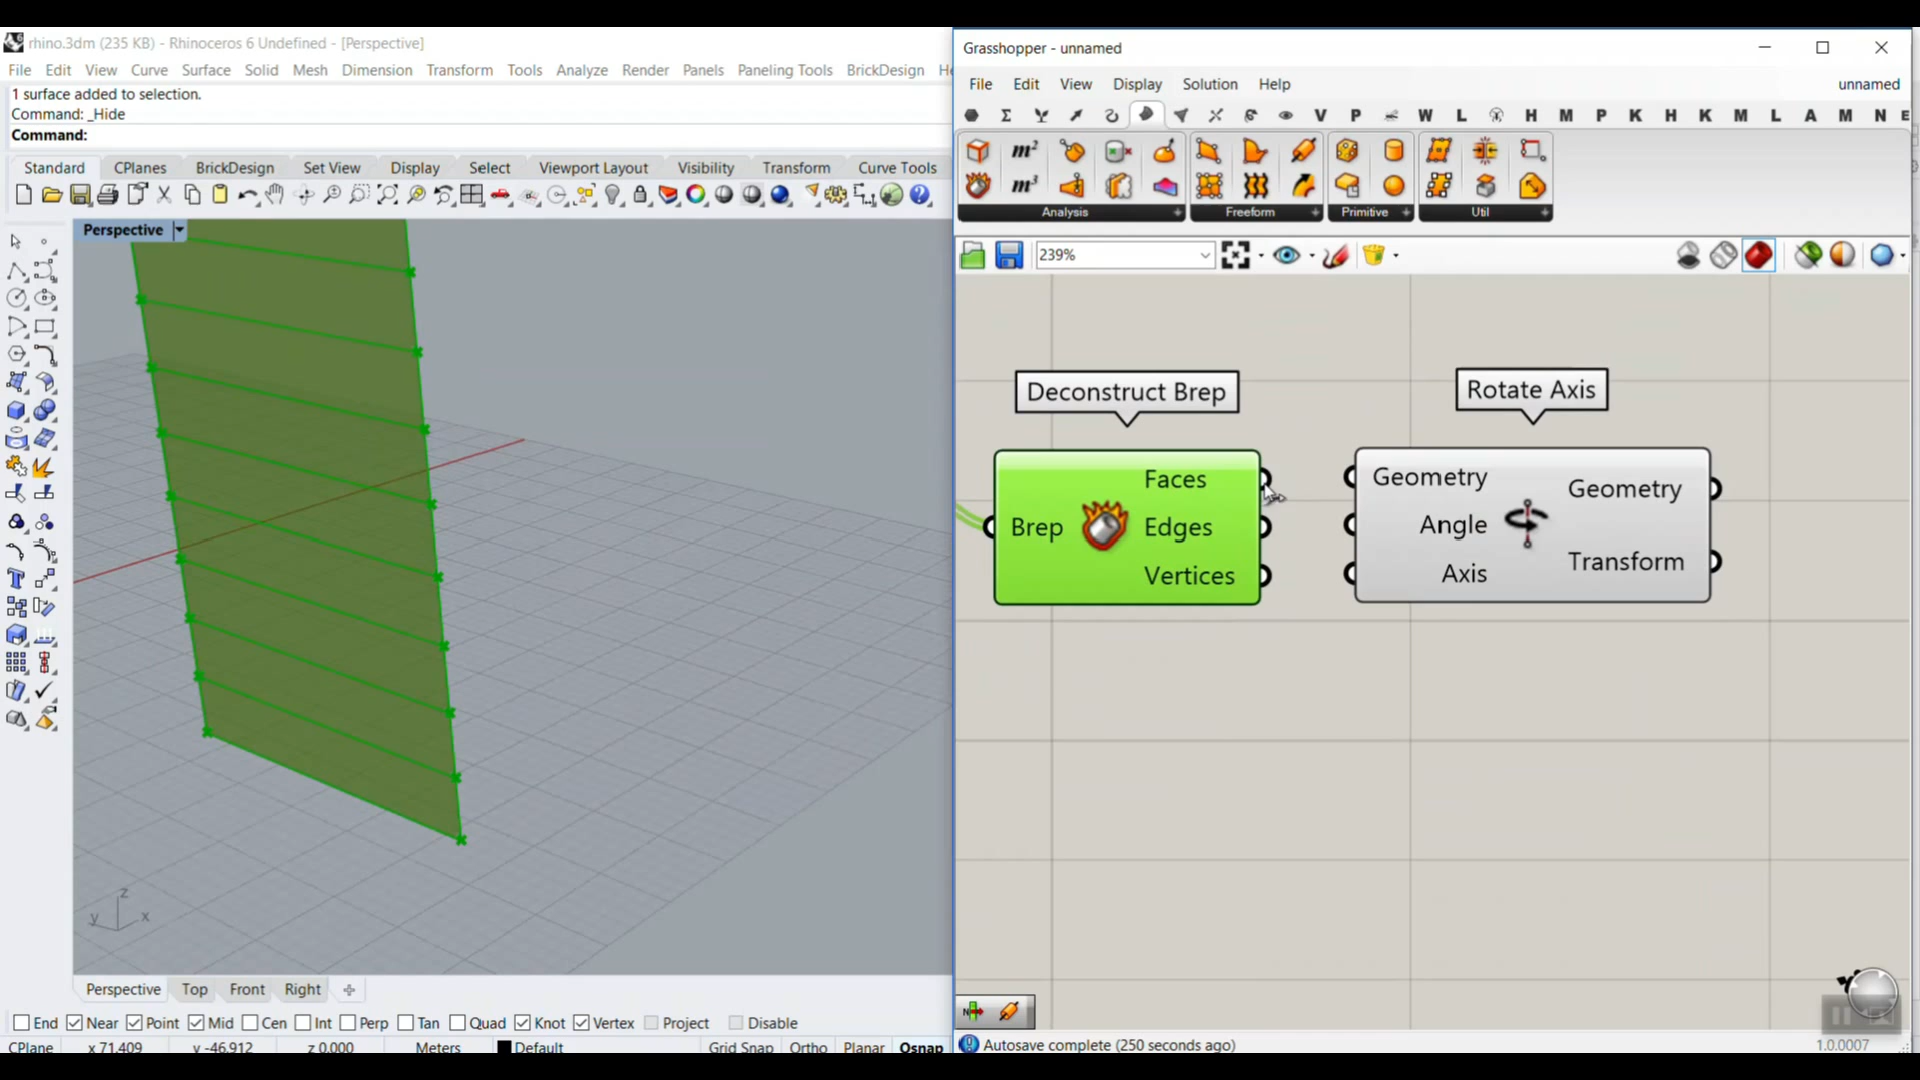 rhino.3dm (235 KB) - Rhinoceros 6 Undefined - [Perspective]
File Edit View Curve Surface Solid Mesh Dimension Transform Tools Analyze Render Panels Paneling Tools BrickDesign
1 surface added to selection.
Command: _Hide
Command:
Standard CPlanes BrickDesign Set View Display Select Viewport Layout Visibility Transform Curve Tools
Perspective
z
y x
Perspective Top Front Right
End Near Point Mid Cen Int Perp Tan Quad Knot Vertex Project Disable
CPlane x 71.409 y -46.912 z 0.000 Meters Default Grid Snap Ortho Planar Osnap
Grasshopper - unnamed
File Edit View Display Solution Help unnamed
V P W L H M P K H K M L A M N E
m² m³
Analysis Freeform Primitive Util
239%
Deconstruct Brep
Brep
Faces
Edges
Vertices
Rotate Axis
Geometry
Angle
Axis
Geometry
Transform
Autosave complete (250 seconds ago)
1.0.0007